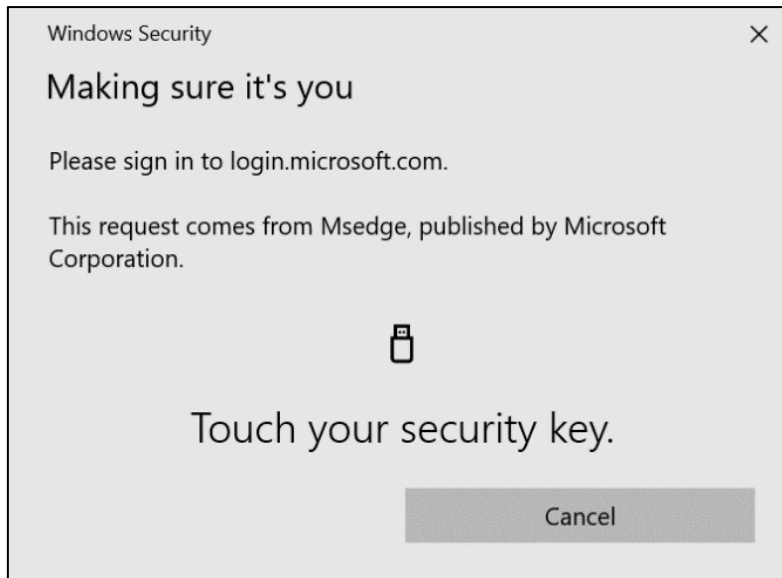 Windows Security
Making sure it's you
Please sign in to login.microsoft.com.
This request comes from Msedge, published by Microsoft
Corporation.
Touch your security key.
Cancel